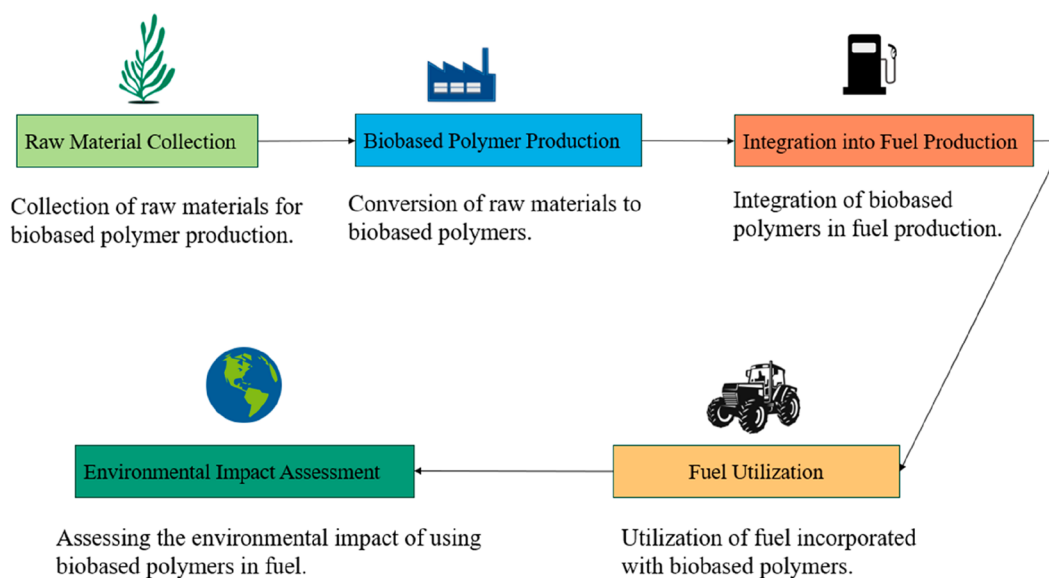 Raw Material Collection
Biobased Polymer Production
Integration into Fuel Production
Collection of raw materials for
biobased polymer production.
Conversion of raw materials to
biobased polymers.
Integration of biobased
polymers in fuel production.
Environmental Impact Assessment
Fuel Utilization
Assessing the environmental impact of using
biobased polymers in fuel.
Utilization of fuel incorporated
with biobased polymers.